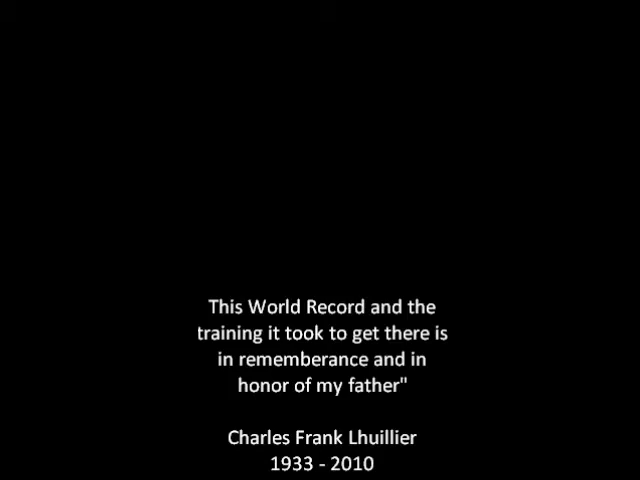 This World Record and the
training it took to get there is
in rememberance and in
honor of my father"
Charles Frank Lhuillier
1933 - 2010